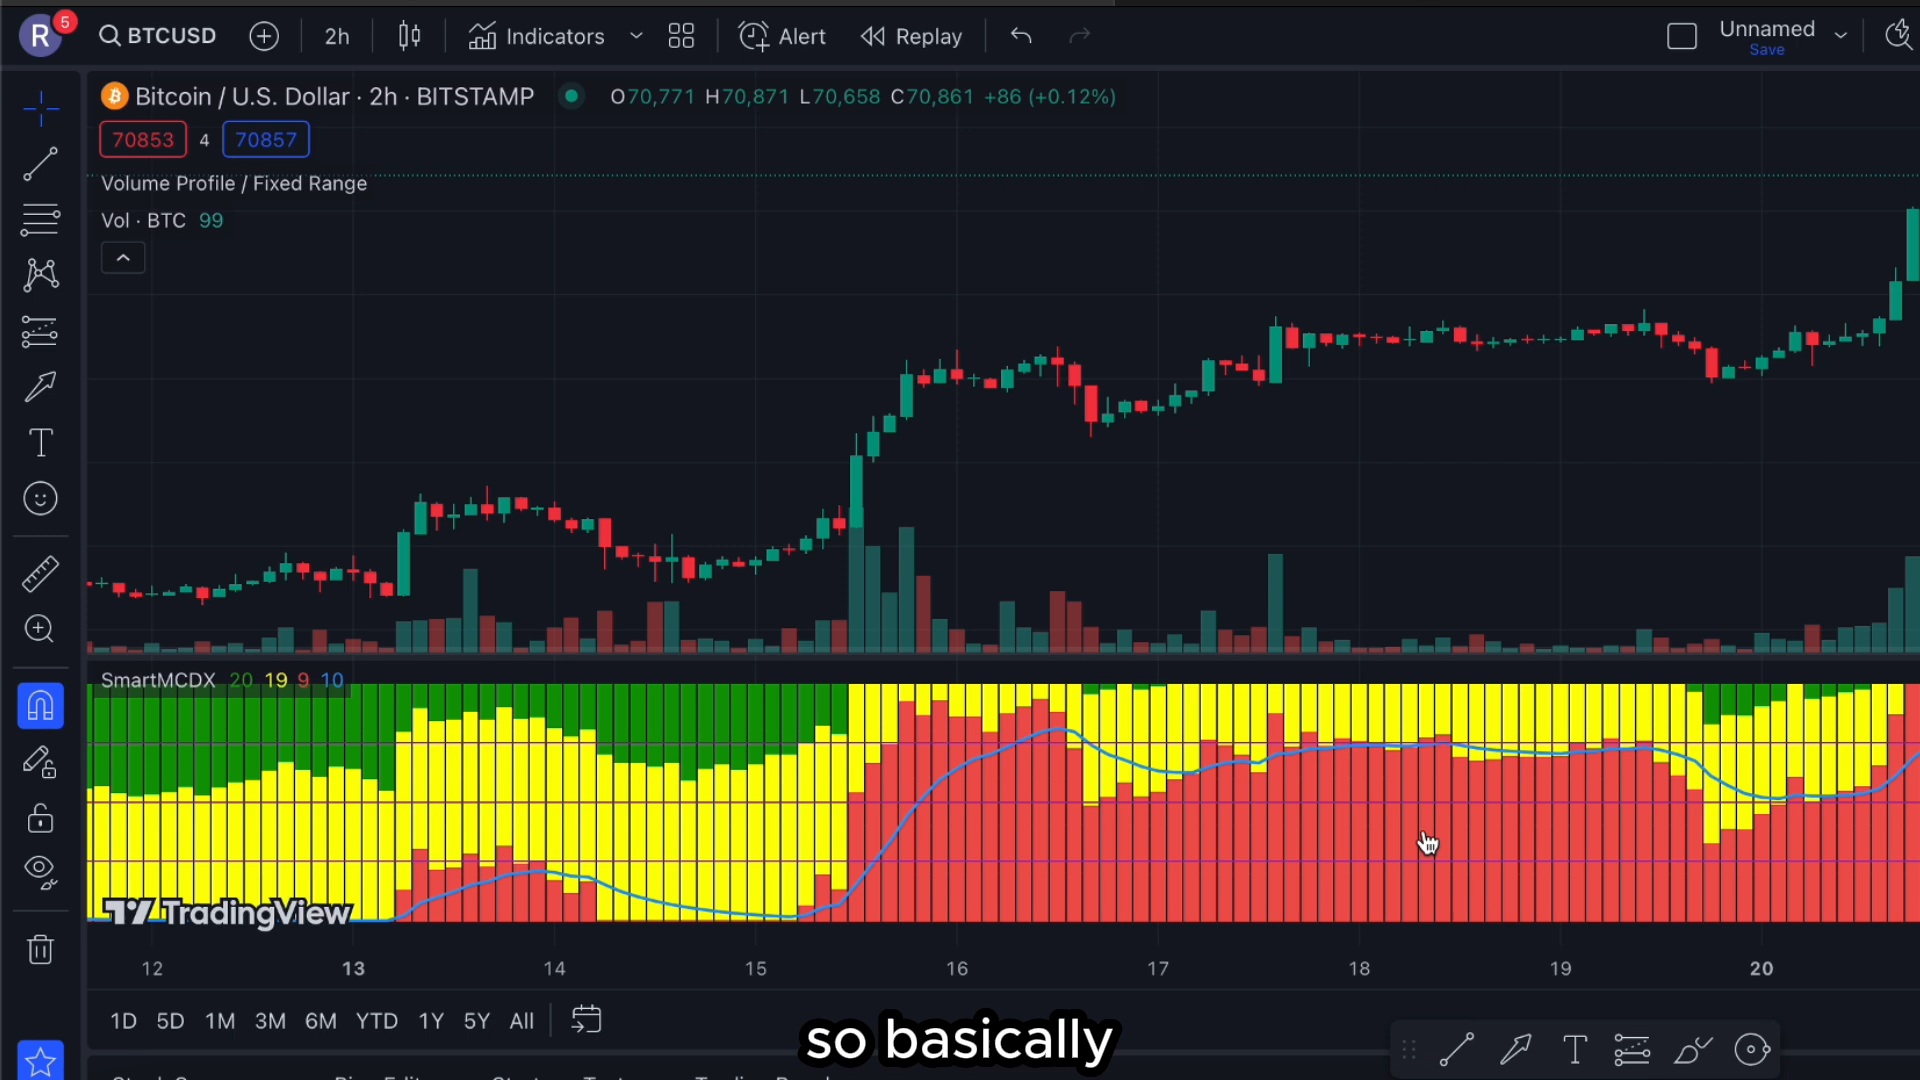 R 5 BTCUSD 2h Indicators Alert Replay Unnamed
Save
Bitcoin / U.S. Dollar · 2h · BITSTAMP O70,771 H70,871 L70,658 C70,861 +86 (+0.12%)
70853 4 70857
Volume Profile / Fixed Range
Vol · BTC 99
SmartMCDX 20 19 9 10
TradingView
12 13 14 15 16 17 18 19 20
1D 5D 1M 3M 6M YTD 1Y 5Y All
so basically